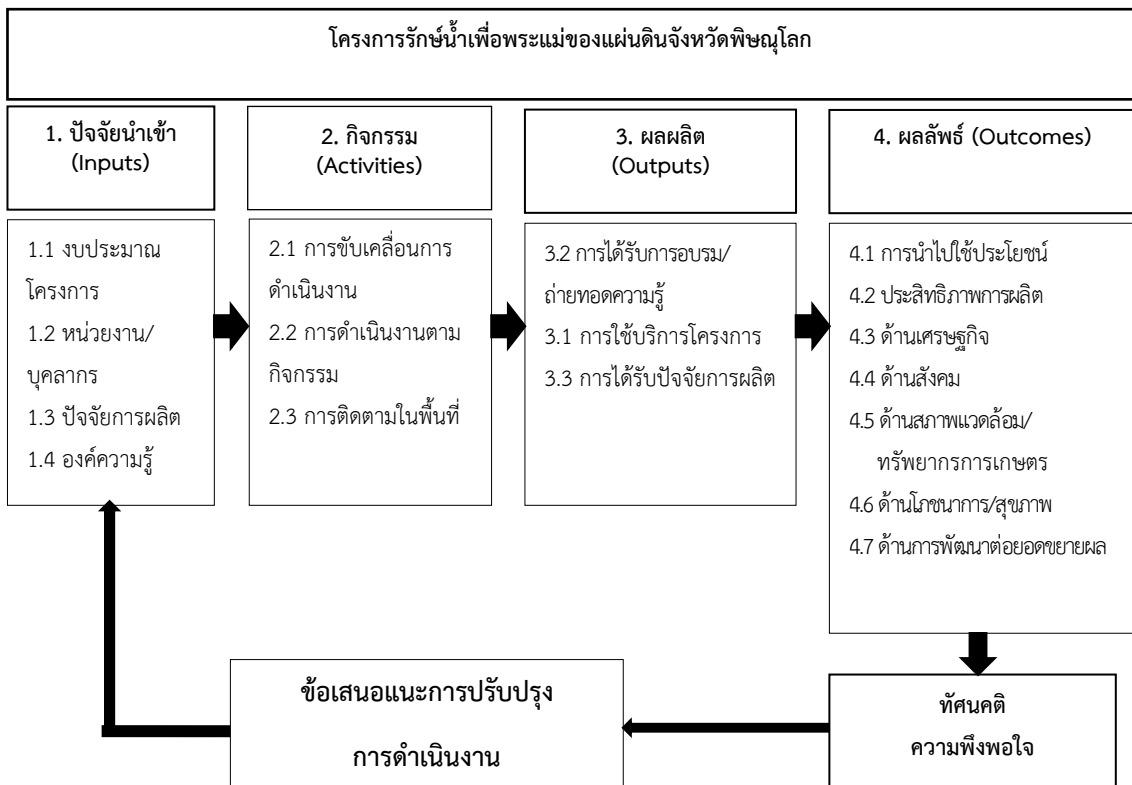 โครงการรักษ์น้ำเพื่อพระแม่ของแผ่นดินจังหวัดพิษณุโลก
1. ปัจจัยนำเข้า
(Inputs)
2. กิจกรรม
(Activities)
3. ผลผลิต
(Outputs)
4. ผลลัพธ์ (Outcomes)
1.1 งบประมาณ
โครงการ
1.2 หน่วยงาน/
บุคลากร
1.3 ปัจจัยการผลิต
1.4 องค์ความรู้
2.1 การขับเคลื่อนการ
ดำเนินงาน
2.2 การดำเนินงานตาม
กิจกรรม
2.3 การติดตามในพื้นที่
3.2 การได้รับการอบรม/
ถ่ายทอดความรู้
3.1 การใช้บริการโครงการ
3.3 การได้รับปัจจัยการผลิต
4.1 การนำไปใช้ประโยชน์
4.2 ประสิทธิภาพการผลิต
4.3 ด้านเศรษฐกิจ
4.4 ด้านสังคม
4.5 ด้านสภาพแวดล้อม/
ทรัพยากรการเกษตร
4.6 ด้านโภชนาการ/สุขภาพ
4.7 ด้านการพัฒนาต่อยอดขยายผล
ทัศนคติ
ความพึงพอใจ
ข้อเสนอแนะการปรับปรุง
การดำเนินงาน